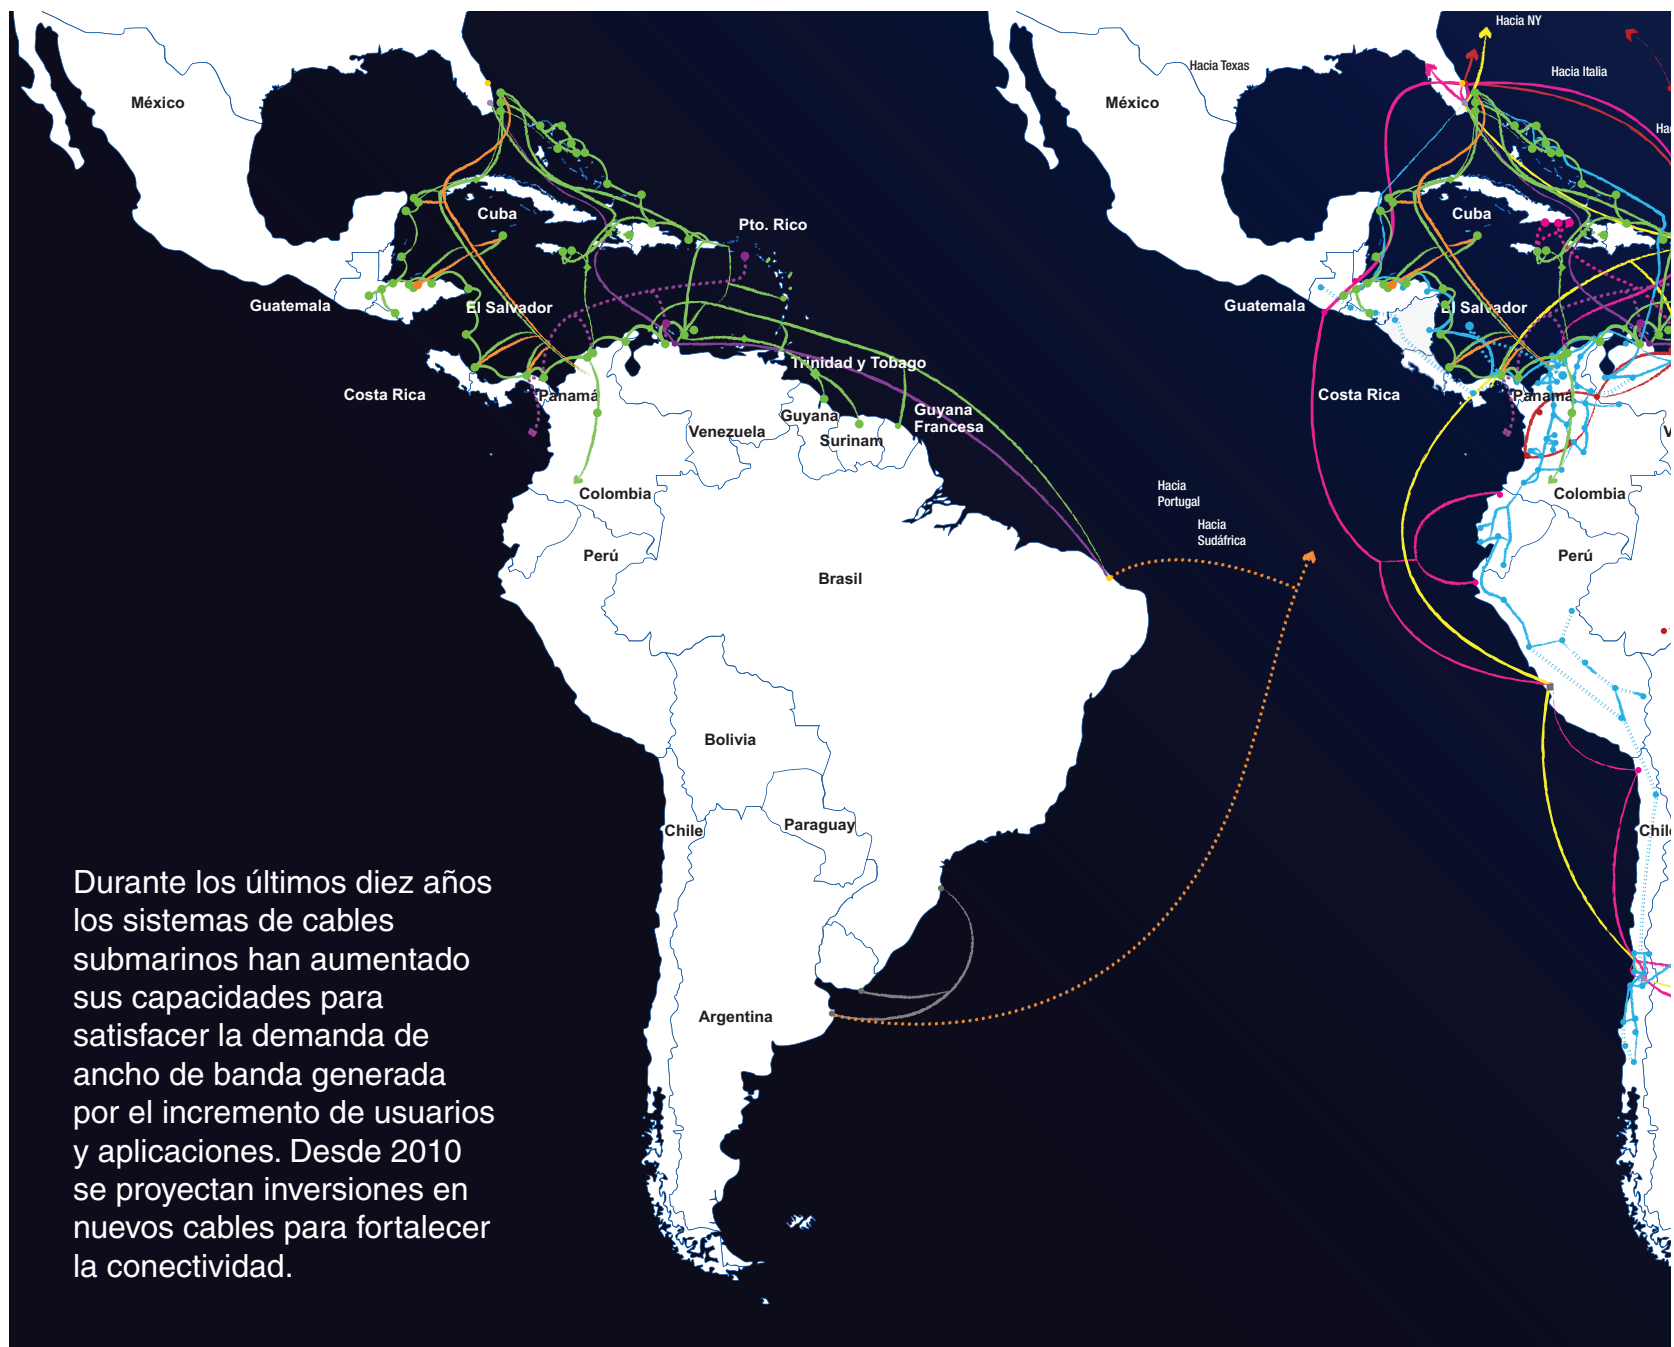 México
Cuba
Pto. Rico
Guatemala
El Salvador
Costa Rica
Panamá
Trinidad y Tobago
Guyana
Venezuela
Surinam
Guyana
Francesa
Colombia
Perú
Brasil
Bolivia
Paraguay
Chile
Argentina
Hacia
Portugal
Hacia
Sudáfrica
Durante los últimos diez años
los sistemas de cables
submarinos han aumentado
sus capacidades para
satisfacer la demanda de
ancho de banda generada
por el incremento de usuarios
y aplicaciones. Desde 2010
se proyectan inversiones en
nuevos cables para fortalecer
la conectividad.
Hacia NY
Hacia Texas
Hacia Italia
México
Cuba
Guatemala
El Salvador
Costa Rica
Panamá
Colombia
Perú